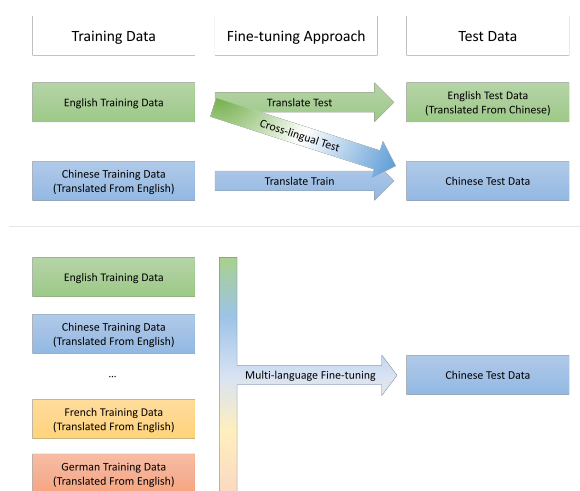 Training Data
Fine-tuning Approach
Test Data
English Training Data
Translate Test
English Test Data
(Translated From Chinese)
Cross-lingual Test
Chinese Training Data
(Translated From English)
Translate Train
Chinese Test Data
English Training Data
Chinese Training Data
(Translated From English)
...
Multi-language Fine-tuning
Chinese Test Data
French Training Data
(Translated From English)
German Training Data
(Translated From English)